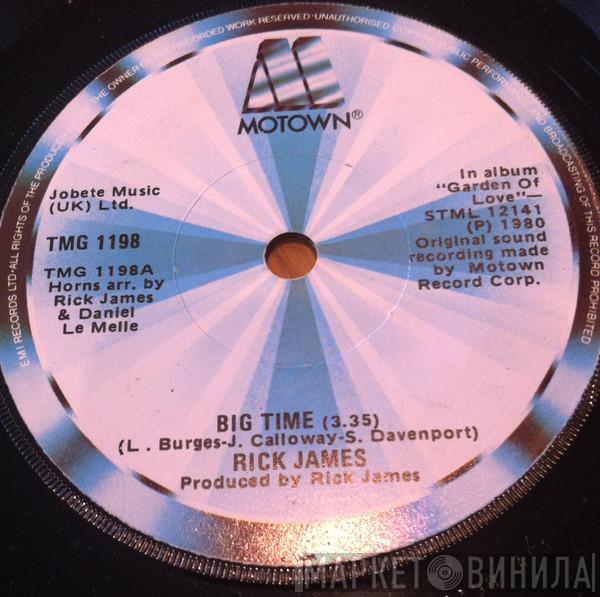 THE OWNER OF THE RECORDED WORK RESERVED·UNAUTHORISED COPYING PUBLIC PERFORMANCE AND BROADCASTING OF THIS RECORD PROHIBITED
EMI RECORDS LTD·ALL RIGHTS OF THE PRODUCER
MOTOWN®
Jobete Music
(UK) Ltd.
TMG 1198
TMG 1198A
Horns arr. by
Rick James
& Daniel
Le Melle
In album
"Garden Of
Love"—
STML 12141
(P) 1980
Original sound
recording made
by Motown
Record Corp.
BIG TIME (3.35)
(L . Burges-J. Calloway-S. Davenport)
RICK JAMES
Produced by Rick James
МАРКЕТ ВИНИЛА